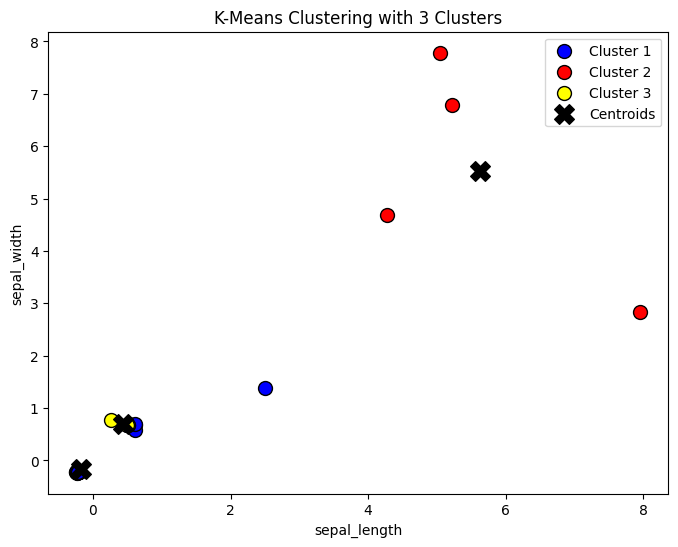 K-Means Clustering with 3 Clusters
8
7
6
5
4
3
2
1
0
sepal_width
Cluster 1
Cluster 2
Cluster 3
Centroids
0 2 4 6 8
sepal_length